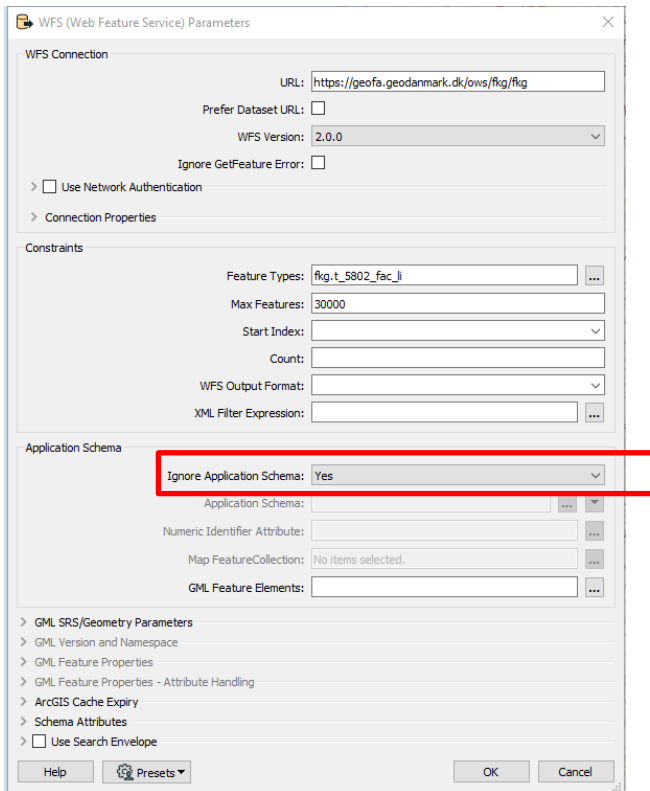 WFS (Web Feature Service) Parameters
WFS Connection
URL: https://geofa.geodanmark.dk/ows/fkg/fkg
Prefer Dataset URL:
WFS Version: 2.0.0
Ignore GetFeature Error:
Use Network Authentication
Connection Properties
Constraints
Feature Types: fkg.t_5802_fac_li ...
Max Features: 30000
Start Index:
Count:
WFS Output Format:
XML Filter Expression: ...
Application Schema
Ignore Application Schema: Yes
Application Schema: ...
Numeric Identifier Attribute: ...
Map FeatureCollection: No items selected. ...
GML Feature Elements: ...
GML SRS/Geometry Parameters
GML Version and Namespace
GML Feature Properties
GML Feature Properties - Attribute Handling
ArcGIS Cache Expiry
Schema Attributes
Use Search Envelope
Help Presets OK Cancel